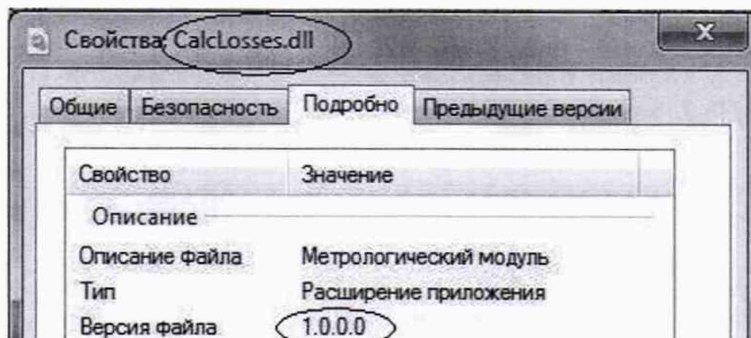 Свойства: CalcLosses.dll
Общие Безопасность Подробно Предыдущие версии
Свойство Значение
Описание
Описание файла Метрологический модуль
Тип Расширение приложения
Версия файла 1.0.0.0